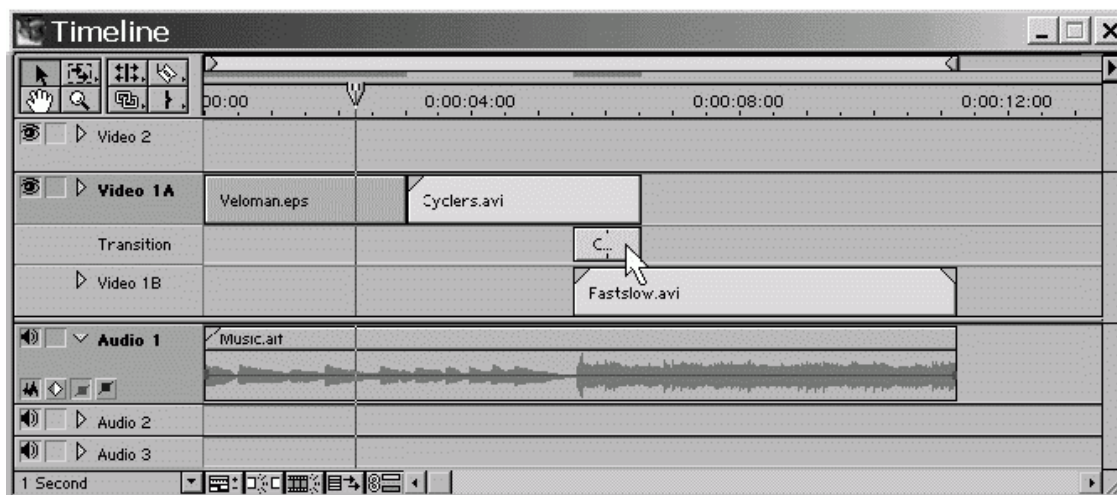 Timeline
00:00 0:00:04:00 0:00:08:00 0:00:12:00
Video 2
Video 1A
Veloman.eps
Cyclers.avi
Transition
C...
Video 1B
Fastslow.avi
Audio 1
Music.aif
Audio 2
Audio 3
1 Second